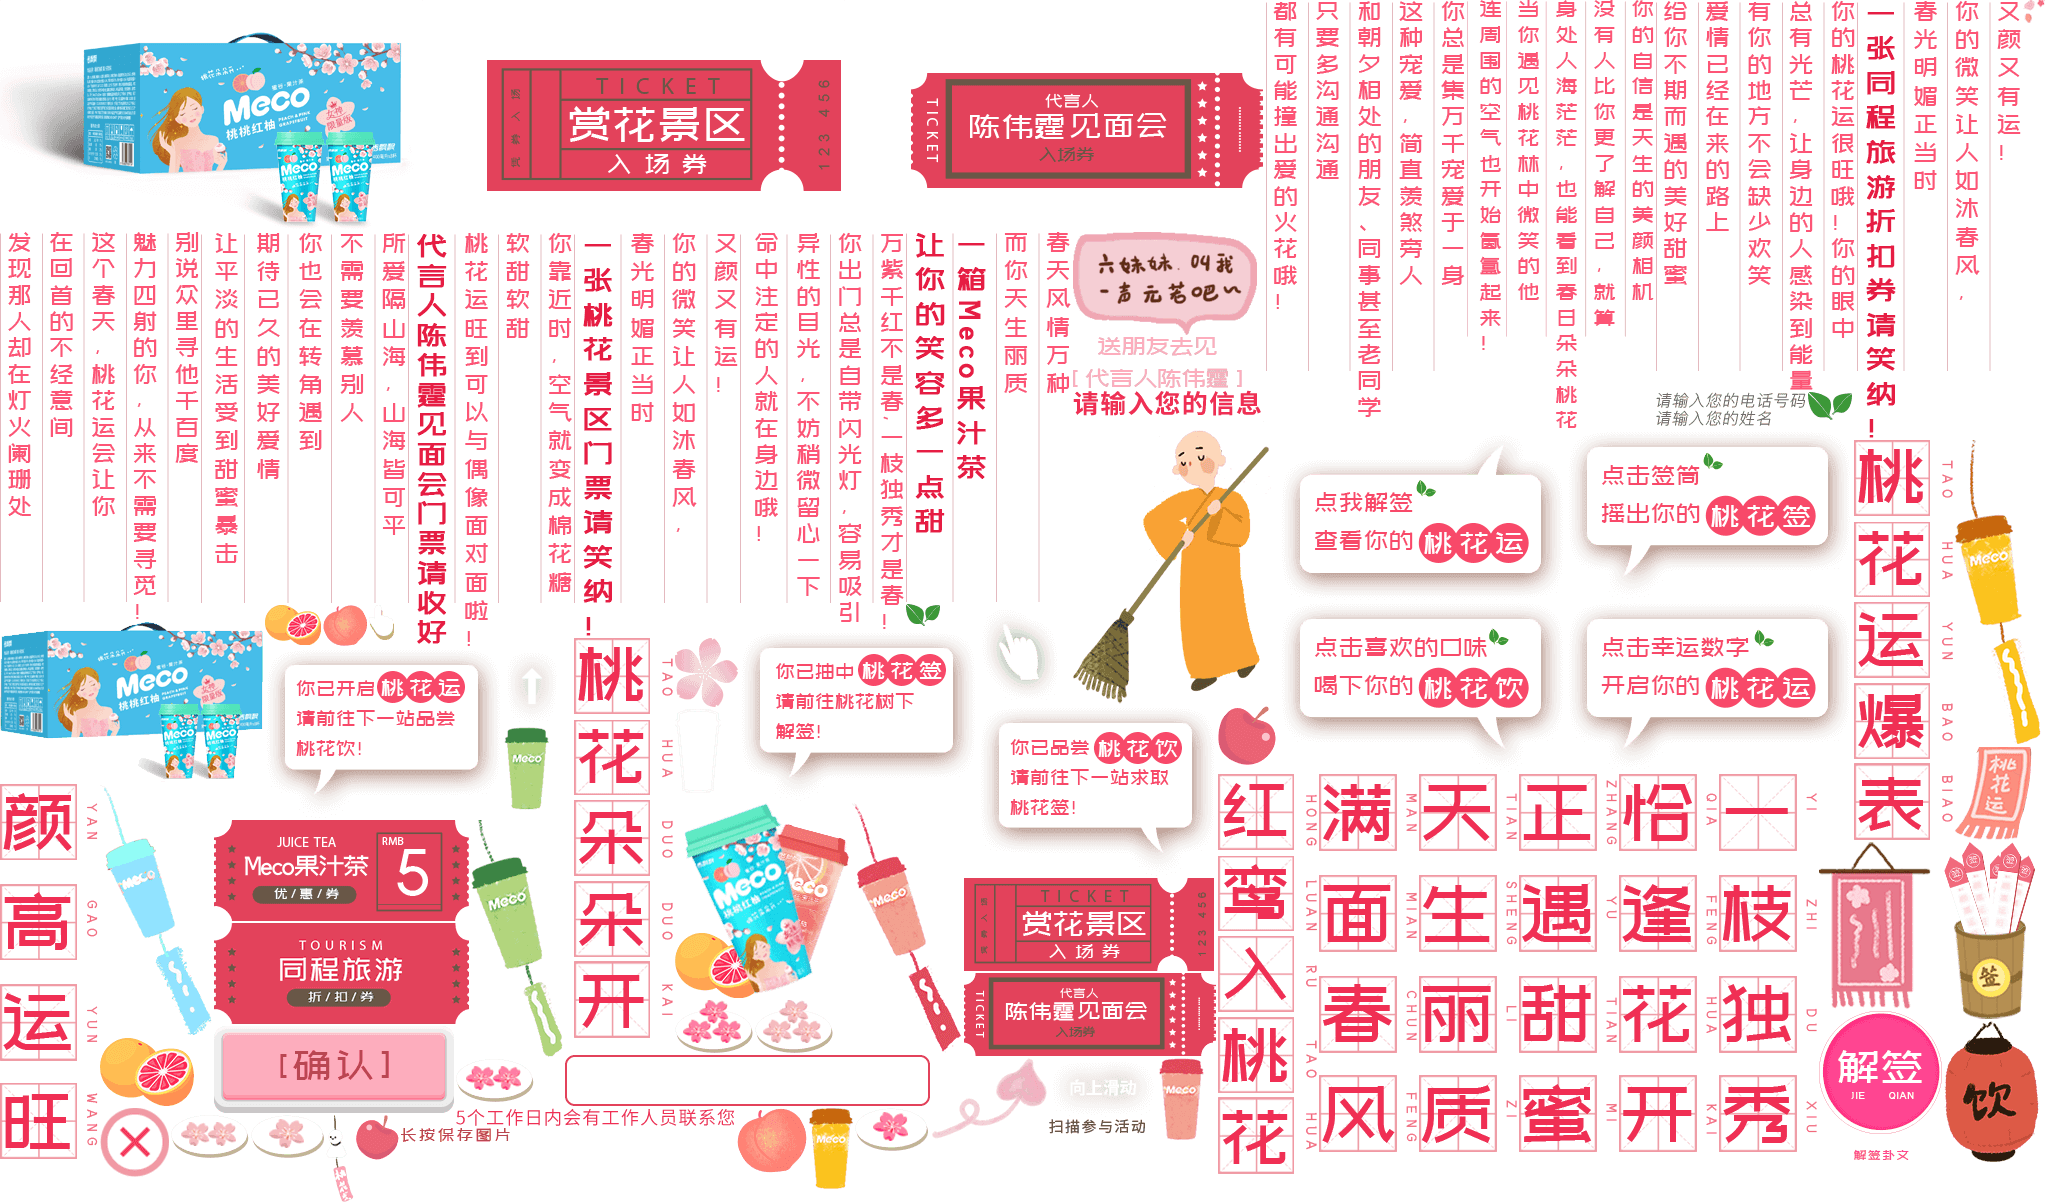 Meco
桃桃红柚
TICKET
赏花景区
入场券
123 456
TICKET
代言人
陈伟霆见面会
入场券
都有可能撞出爱的火花哦！
只要多沟通沟通
和朝夕相处的朋友、同事甚至老同学
这种宠爱，简直羡煞旁人
你总是集万千宠爱于一身
连周围的空气也开始氤氲起来！
当你遇见桃花林中微笑的他
身处人海茫茫，也能看到春日朵朵桃花
没有人比你更了解自己，就算
你的自信是天生的美颜相机
给你不期而遇的美好甜蜜
爱情已经在来的路上
有你的地方不会缺少欢笑
总有光芒，让身边的人感染到能量
你的桃花运很旺哦！你的眼中
一张同程旅游折扣券请笑纳！
春光明媚正当时
你的微笑让人如沐春风，
又颜又有运！
发现那人却在灯火阑珊处
在回首的不经意间
这个春天，桃花运会让你
魅力四射的你，从来不需要寻觅！
别说众里寻他千百度
让平淡的生活受到甜蜜暴击
期待已久的美好爱情
你也会在转角遇到
不需要羡慕别人
所爱隔山海，山海皆可平
代言人陈伟霆见面会门票请收好
桃花运旺到可以与偶像面对面啦！
软甜软甜
你靠近时，空气就变成棉花糖
一张桃花景区门票请笑纳！
春光明媚正当时
你的微笑让人如沐春风，
又颜又有运！
命中注定的人就在身边哦！
异性的目光，不妨稍微留心一下
你出门总是自带闪光灯，容易吸引
万紫千红不是春、一枝独秀才是春！
让你的笑容多一点甜
一箱Meco果汁茶
而你天生丽质
春天风情万种
六妹妹.叫我
一声元若吧~
送朋友去见
[ 代言人陈伟霆 ]
请输入您的信息
请输入您的电话号码
请输入您的姓名
点我解签
查看你的 桃花运
点击签筒
摇出你的 桃花签
点击喜欢的口味
喝下你的 桃花饮
点击幸运数字
开启你的 桃花运
桃花运爆表
TAO HUA YUN BAO BIAO
Meco
桃花运
Meco
桃桃红柚
你已开启 桃花运
请前往下一站品尝
桃花饮!
Meco
桃花朵朵开
TAO HUA DUO DUO KAI
你已抽中 桃花签
请前往桃花树下
解签!
你已品尝 桃花饮
请前往下一站求取
桃花签!
颜高运旺
YAN GAO YUN WANG
Meco
JUICE TEA
Meco果汁茶
优/惠/券
RMB
5
TOURISM
同程旅游
折/扣/券
Meco
Meco
桃桃红柚
Meco
TICKET
赏花景区
入场券
123 456
TICKET
代言人
陈伟霆见面会
入场券
红鸾入桃花
HONG LUAN RU TAO HUA
满面春风
MAN MIAN CHUN FENG
天生丽质
TIAN SHENG LI ZI
正遇甜蜜
ZHANG YU TIAN MI
恰逢花开
QIA FENG HUA KAI
一枝独秀
YI ZHI DU XIU
签
解签
JIE QIAN
饮
解签卦文
[确认]
5个工作日内会有工作人员联系您
长按保存图片
Meco
向上滑动
扫描参与活动
Meco